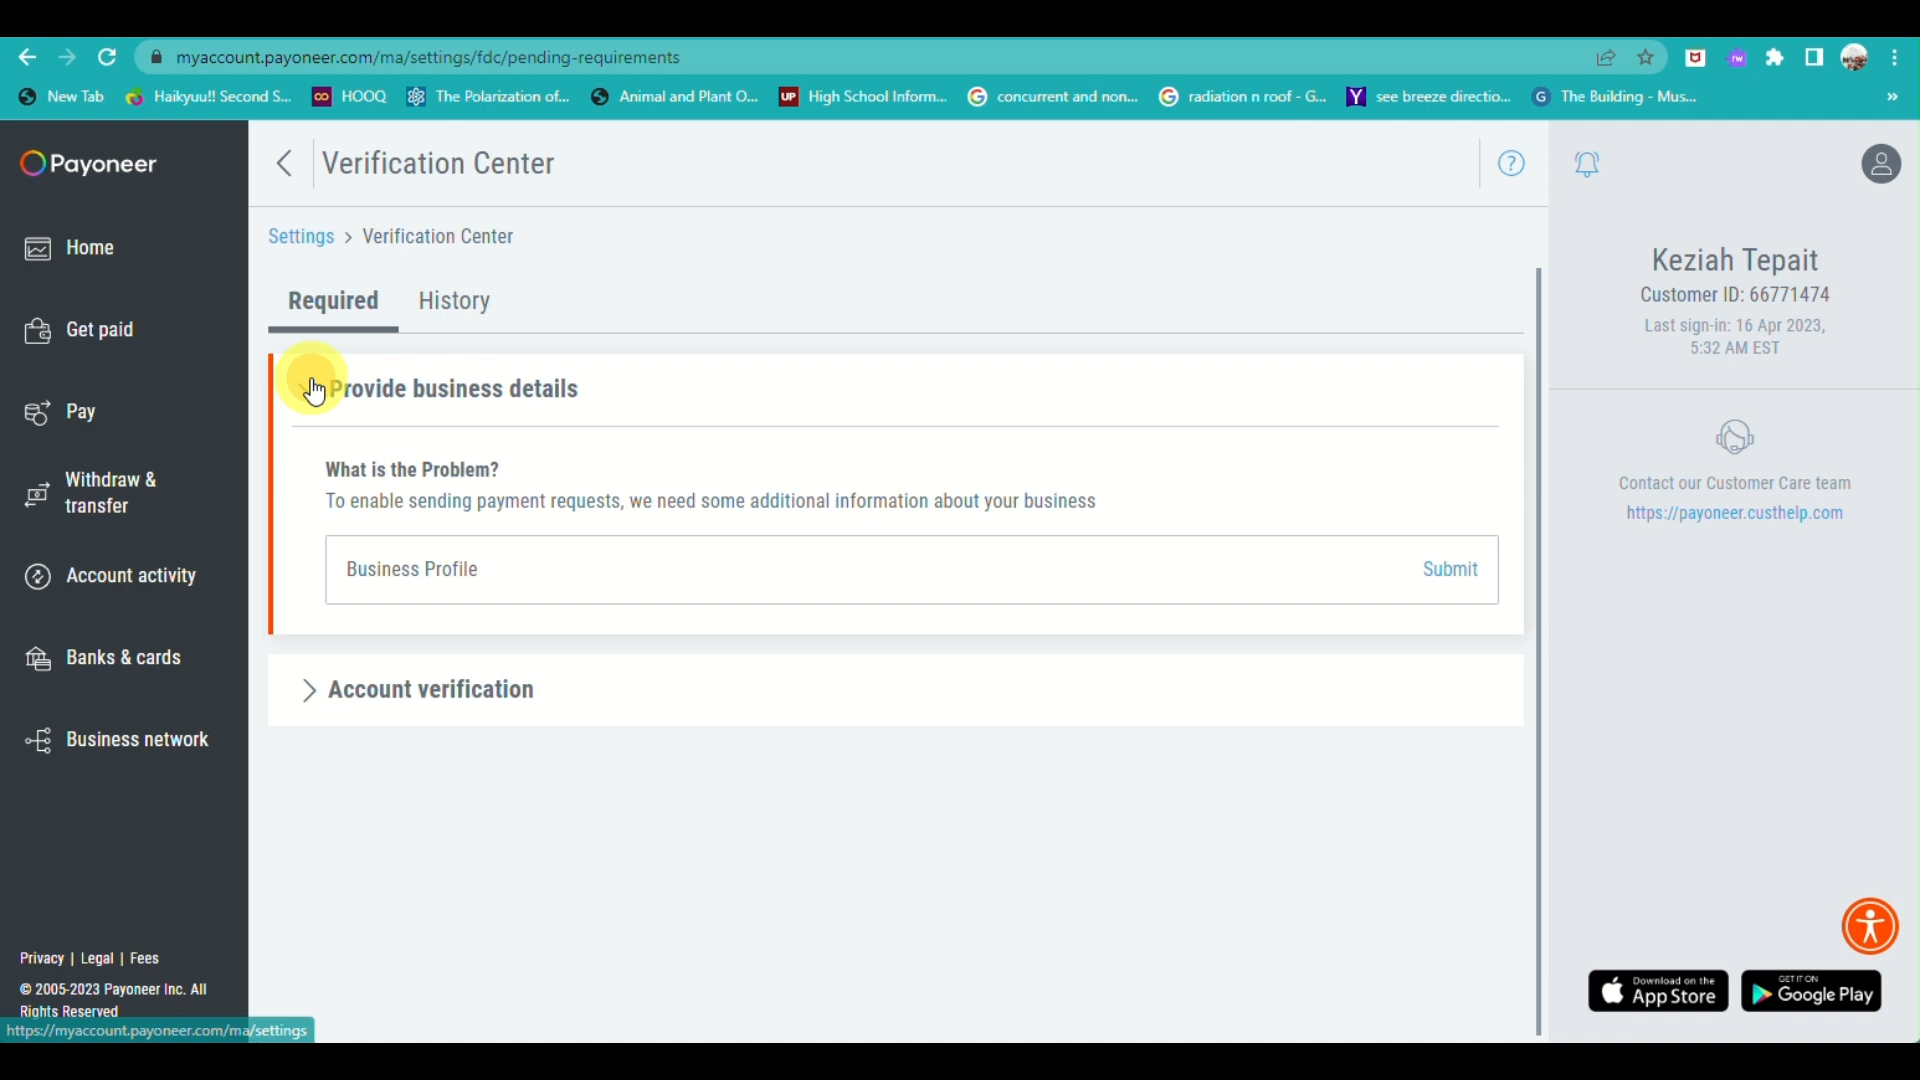 myaccount.payoneer.com/ma/settings/fdc/pending-requirements
New Tab
Haikyuu!! Second S...
HOOQ
The Polarization of...
Animal and Plant O...
UP
High School Inform...
concurrent and non...
radiation n roof - G...
see breeze directio...
The Building - Mus...
»
Payoneer
Verification Center
Home
Get paid
Pay
Withdraw &
transfer
Account activity
Banks & cards
Business network
Privacy | Legal | Fees
© 2005-2023 Payoneer Inc. All
Rights Reserved
https://myaccount.payoneer.com/ma/settings
Settings > Verification Center
Required
History
Provide business details
What is the Problem?
To enable sending payment requests, we need some additional information about your business
Business Profile
Submit
Account verification
Keziah Tepait
Customer ID: 66771474
Last sign-in: 16 Apr 2023,
5:32 AM EST
Contact our Customer Care team
https://payoneer.custhelp.com
Download on the
App Store
GET IT ON
Google Play